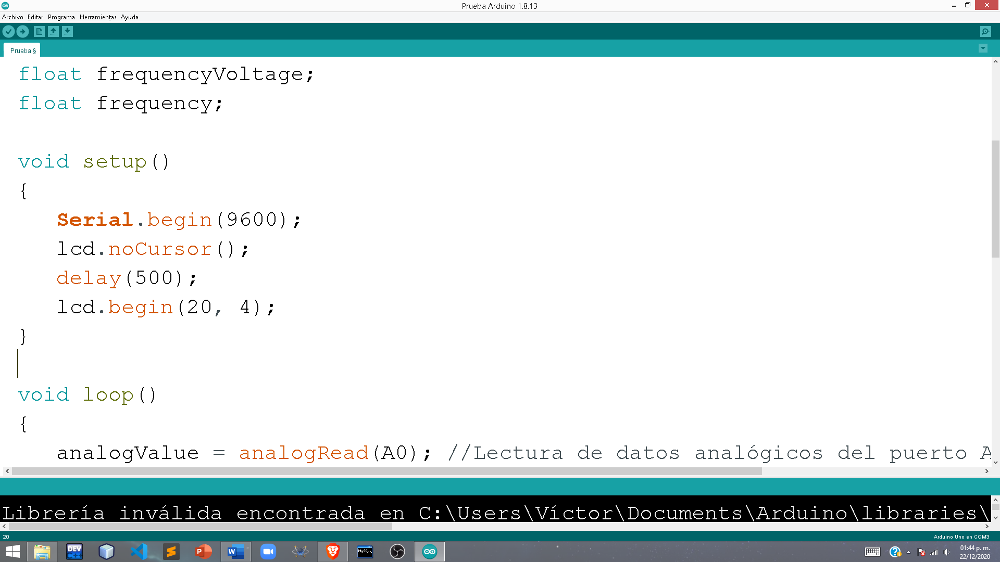 Prueba Arduino 1.8.13
Archivo Editar Programa Herramientas Ayuda
Prueba §
float frequencyVoltage;
float frequency;
void setup()
{
Serial.begin(9600);
lcd.noCursor();
delay(500);
lcd.begin(20, 4);
}
void loop()
{
analogValue = analogRead(A0); //Lectura de datos analógicos del puerto A
Librería inválida encontrada en C:\Users\Víctor\Documents\Arduino\libraries\
20
Arduino Uno en COM3
DEV C++
P
W
MySQL
01:44 p. m.
22/12/2020